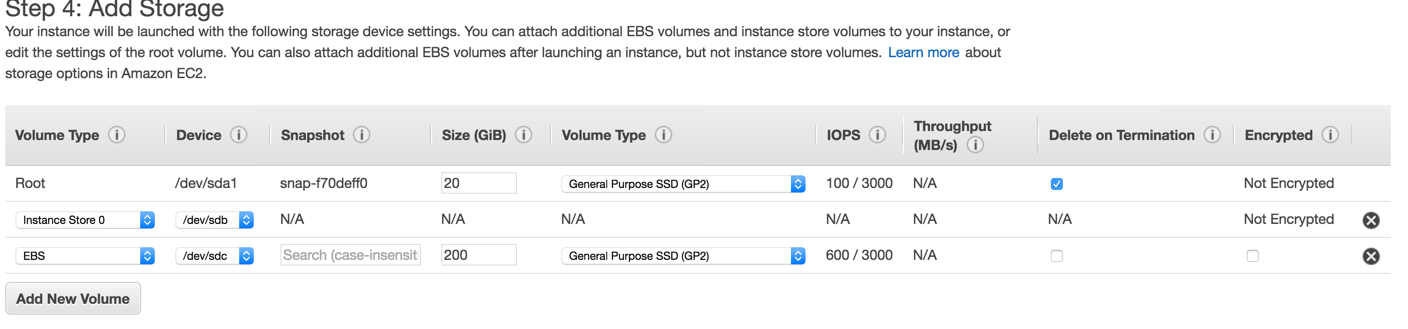 Step 4: Add Storage
Your instance will be launched with the following storage device settings. You can attach additional EBS volumes and instance store volumes to your instance, or
edit the settings of the root volume. You can also attach additional EBS volumes after launching an instance, but not instance store volumes. Learn more about
storage options in Amazon EC2.
Volume Type i Device i Snapshot i Size (GiB) i Volume Type i IOPS i Throughput (MB/s) i Delete on Termination i Encrypted i
Root /dev/sda1 snap-f70deff0 20 General Purpose SSD (GP2) 100 / 3000 N/A Not Encrypted
Instance Store 0 /dev/sdb N/A N/A N/A N/A N/A N/A Not Encrypted
EBS /dev/sdc Search (case-insensit 200 General Purpose SSD (GP2) 600 / 3000 N/A
Add New Volume